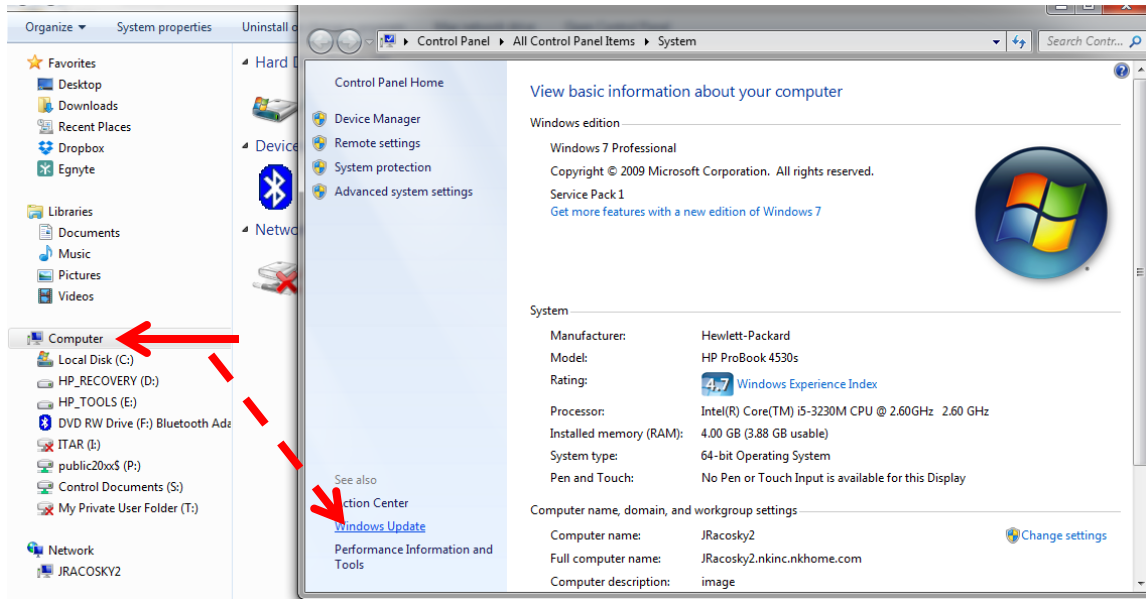 Organize
System properties
Uninstall
Favorites
Desktop
Downloads
Recent Places
Dropbox
Egnyte
Libraries
Documents
Music
Pictures
Videos
Computer
Local Disk (C:)
HP_RECOVERY (D:)
HP_TOOLS (E:)
DVD RW Drive (F:) Bluetooth Ada
ITAR (I:)
public20xx$ (P:)
Control Documents (S:)
My Private User Folder (T:)
Network
JRACOSKY2
Hard D
Device
Netwo
Control Panel All Control Panel Items System
Search Contr...
Control Panel Home
Device Manager
Remote settings
System protection
Advanced system settings
See also
Action Center
Windows Update
Performance Information and
Tools
View basic information about your computer
Windows edition
Windows 7 Professional
Copyright © 2009 Microsoft Corporation. All rights reserved.
Service Pack 1
Get more features with a new edition of Windows 7
System
Manufacturer: Hewlett-Packard
Model: HP ProBook 4530s
Rating: 4,7 Windows Experience Index
Processor: Intel(R) Core(TM) i5-3230M CPU @ 2.60GHz 2.60 GHz
Installed memory (RAM): 4.00 GB (3.88 GB usable)
System type: 64-bit Operating System
Pen and Touch: No Pen or Touch Input is available for this Display
Computer name, domain, and workgroup settings
Computer name: JRacosky2
Change settings
Full computer name: JRacosky2.nkinc.nkhome.com
Computer description: image